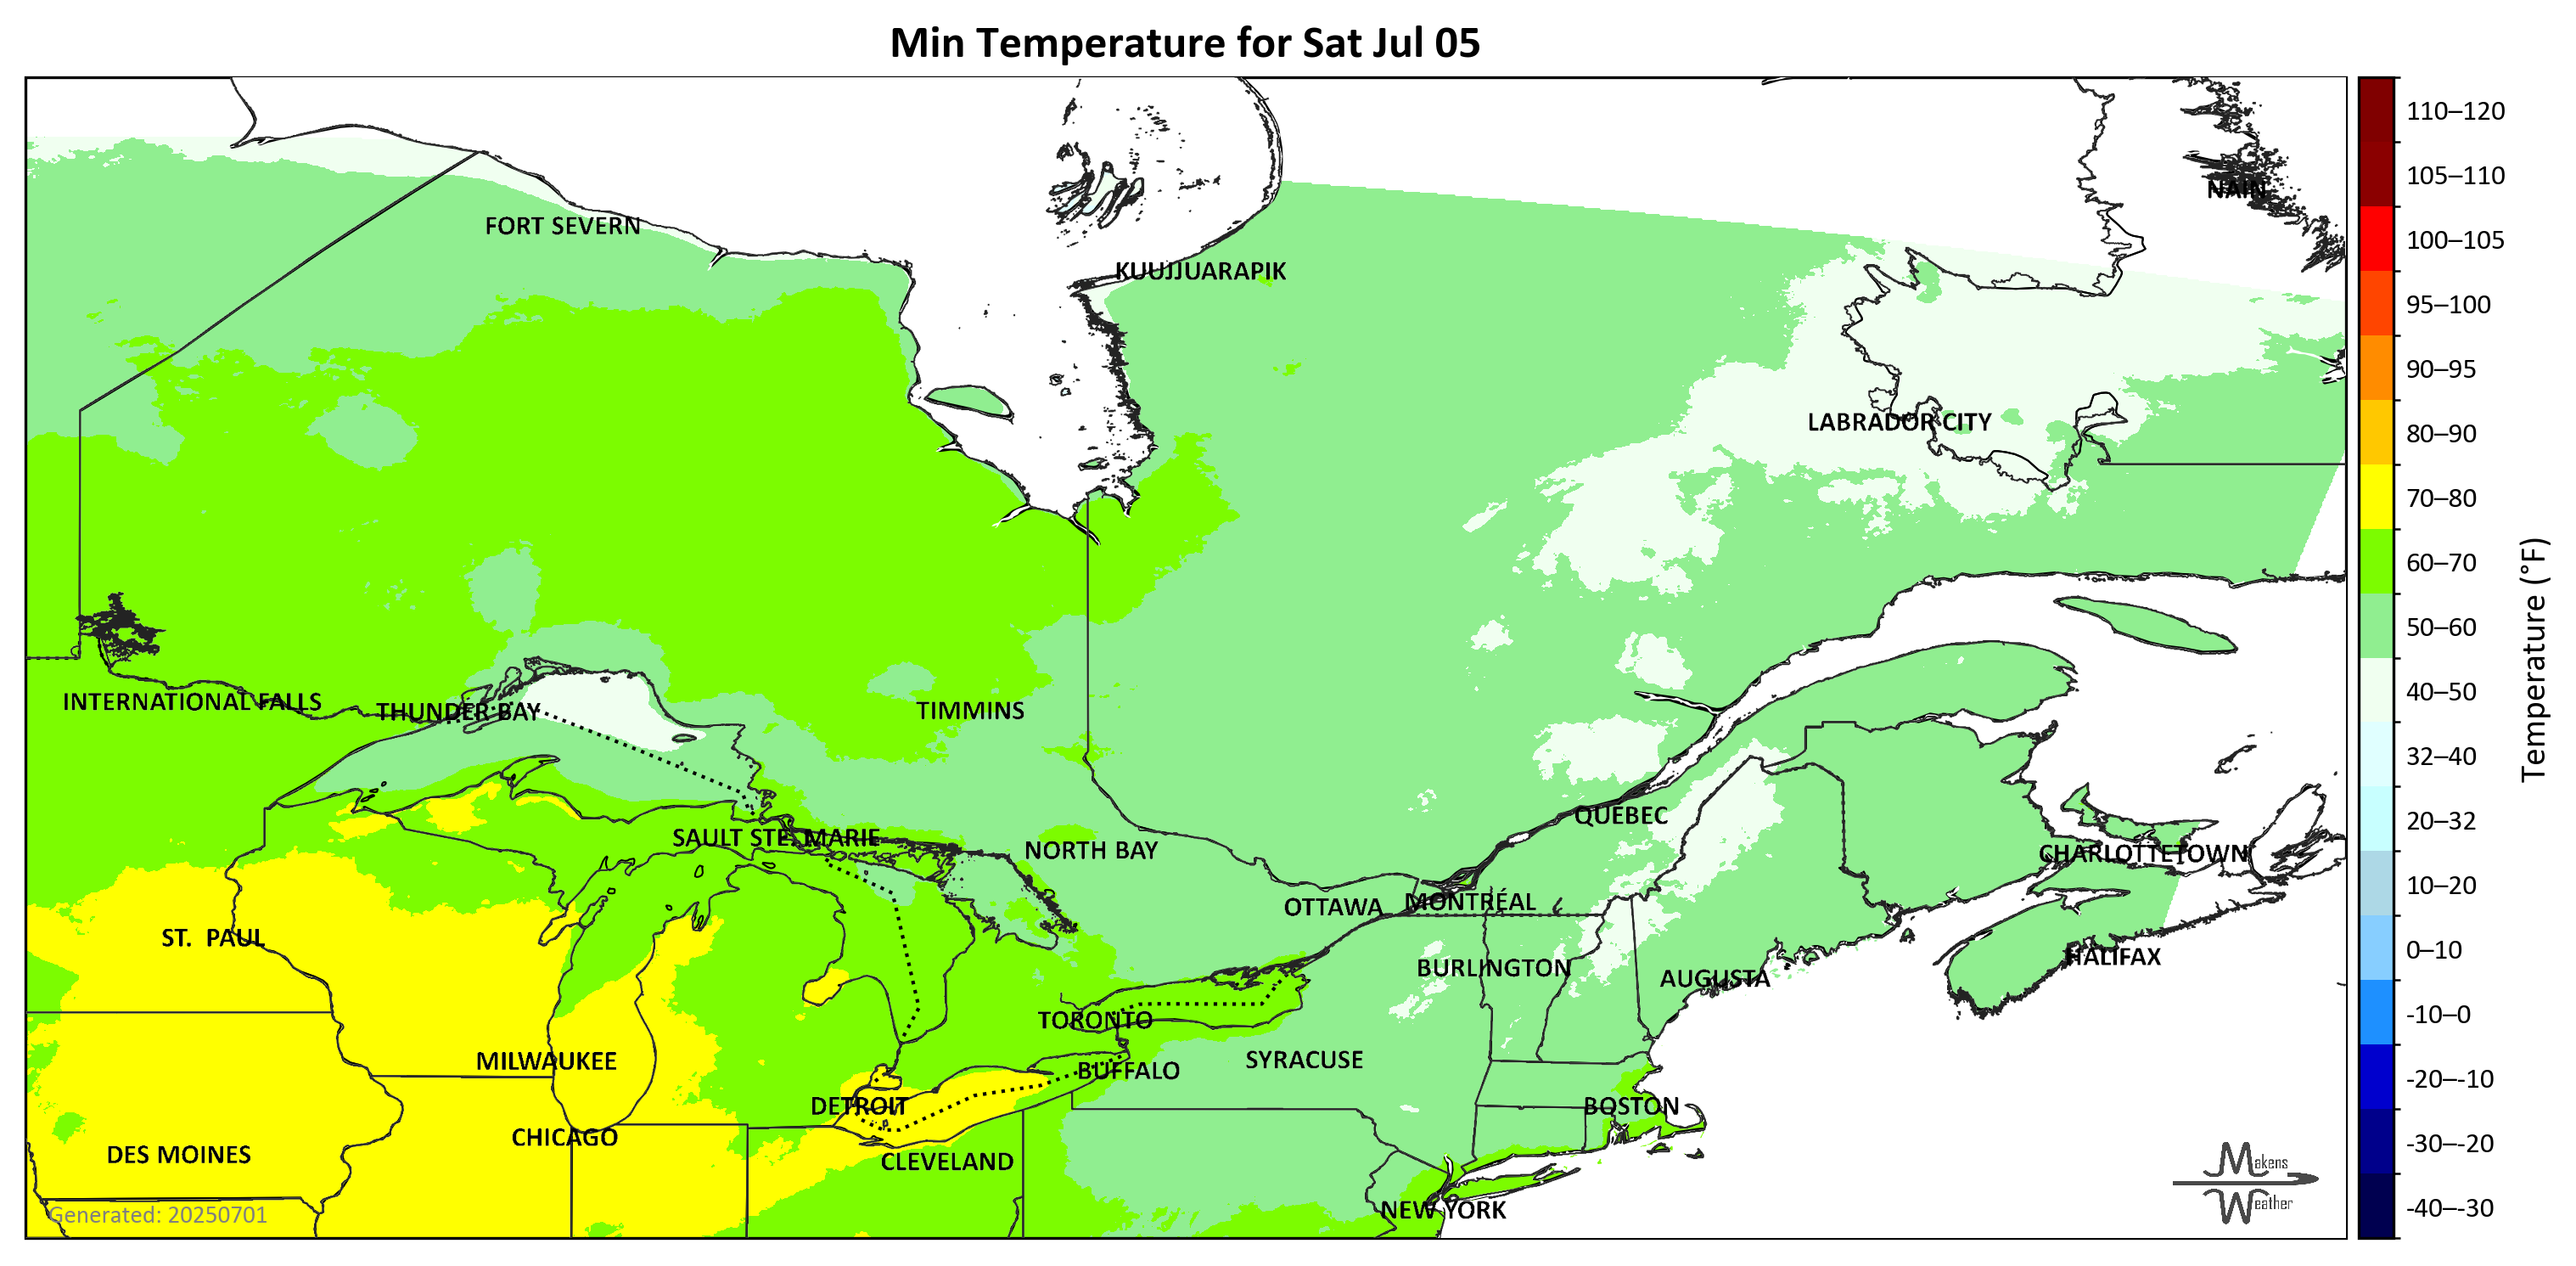 Min Temperature for Sat Jul 05
FORT SEVERN
KUUJJUARAPIK
NAIN
LABRADOR CITY
INTERNATIONAL FALLS
THUNDER BAY
TIMMINS
SAULT STE. MARIE
NORTH BAY
QUÉBEC
CHARLOTTETOWN
OTTAWA
MONTRÉAL
ST. PAUL
BURLINGTON
AUGUSTA
HALIFAX
TORONTO
MILWAUKEE
BUFFALO
SYRACUSE
DETROIT
BOSTON
CHICAGO
DES MOINES
CLEVELAND
NEW YORK
Generated: 20250701
Makens
Weather
110–120
105–110
100–105
95–100
90–95
80–90
70–80
60–70
50–60
40–50
32–40
20–32
10–20
0–10
-10–0
-20–-10
-30–-20
-40–-30
Temperature (°F)